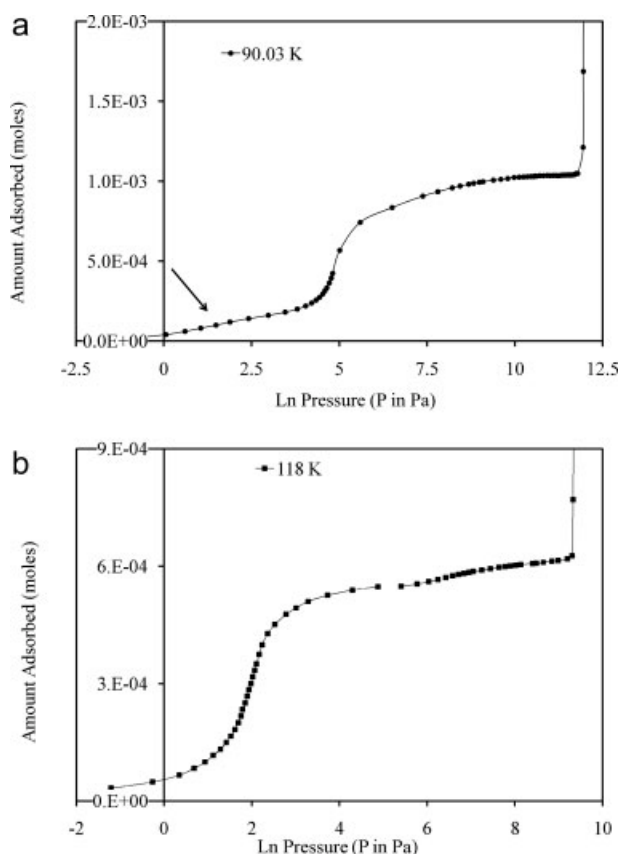 a
2.0E-03
90.03 K
1.5E-03
Amount Adsorbed (moles)
1.0E-03
5.0E-04
0.0E+00
-2.5 0 2.5 5 7.5 10 12.5
Ln Pressure (P in Pa)
b
9.E-04
118 K
6.E-04
Amount Adsorbed (moles)
3.E-04
0.E+00
-2 0 2 4 6 8 10
Ln Pressure (P in Pa)